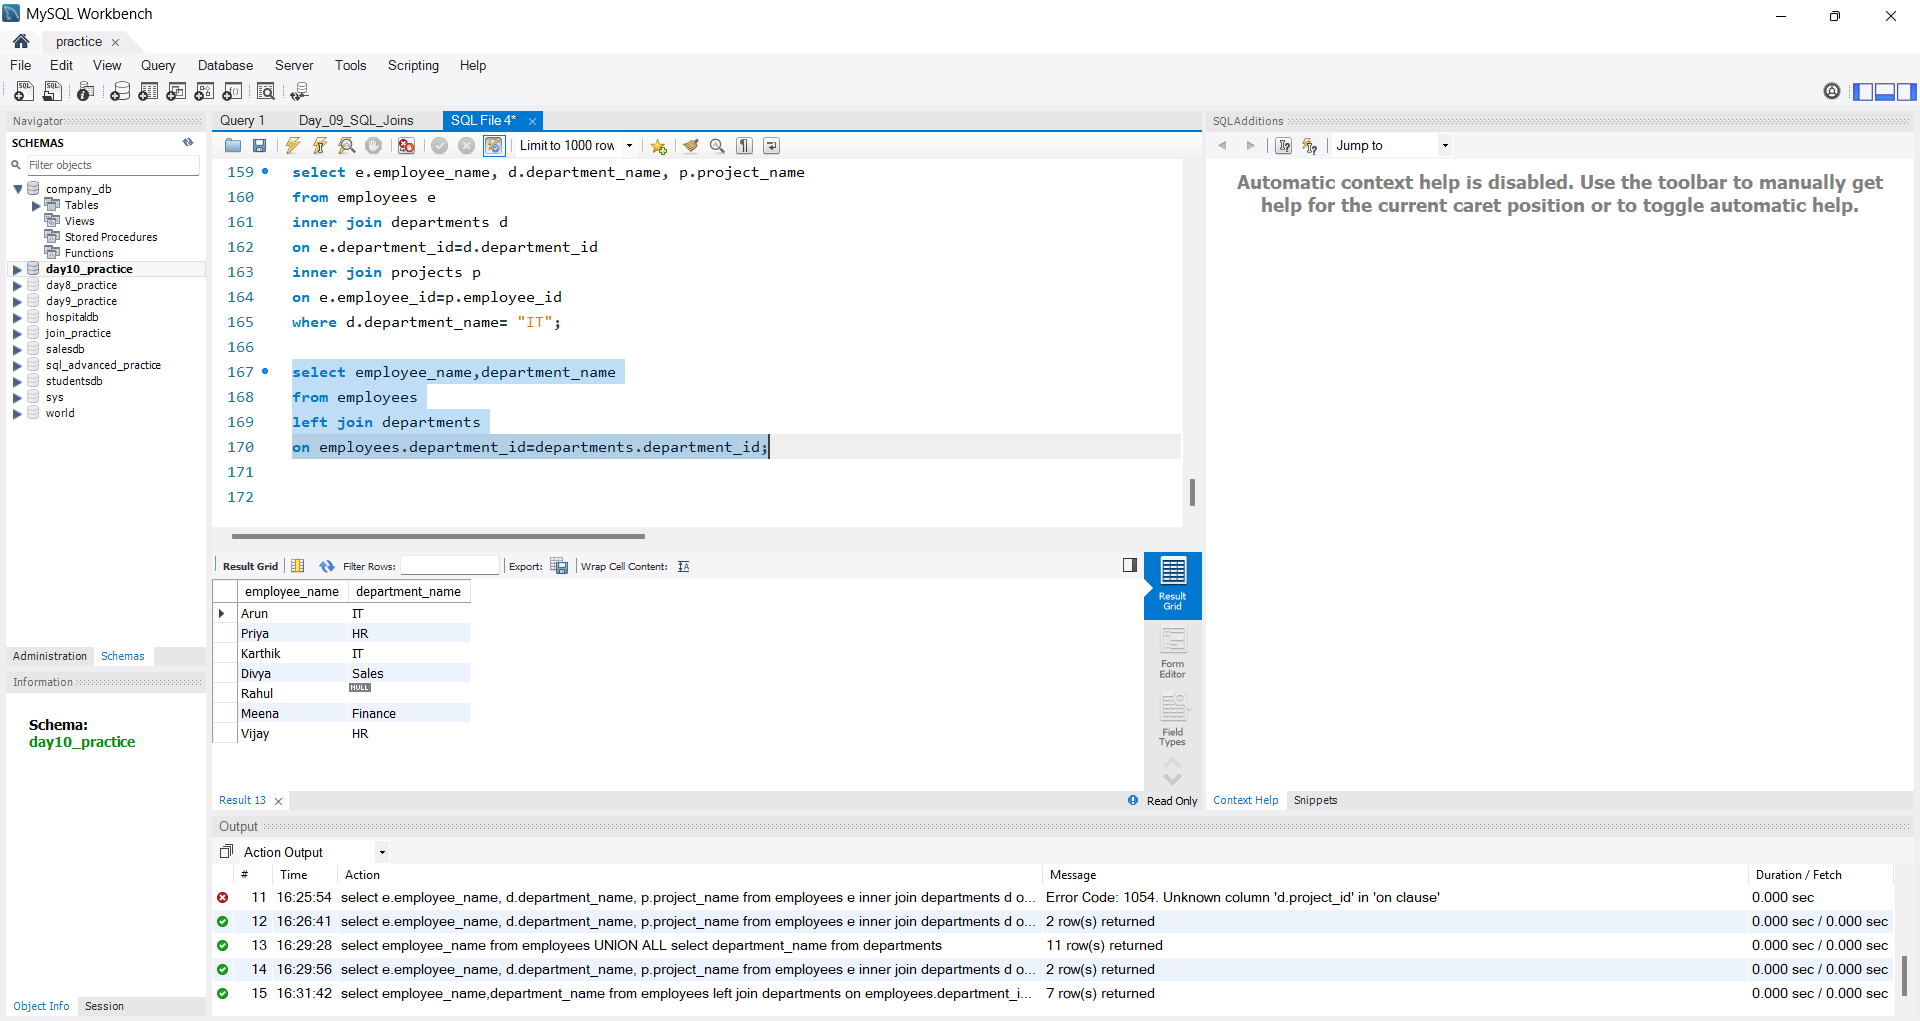 MySQL Workbench
practice
File Edit View Query Database Server Tools Scripting Help
Navigator
SCHEMAS
Filter objects
company_db
Tables
Views
Stored Procedures
Functions
day10_practice
day8_practice
day9_practice
hospitaldb
join_practice
salesdb
sql_advanced_practice
studentsdb
sys
world
Administration Schemas
Information
Schema:
day10_practice
Object Info Session
Query 1 Day_09_SQL_Joins SQL File 4*
Limit to 1000 row
159 select e.employee_name, d.department_name, p.project_name
160 from employees e
161 inner join departments d
162 on e.department_id=d.department_id
163 inner join projects p
164 on e.employee_id=p.employee_id
165 where d.department_name= "IT";
166
167 select employee_name,department_name
168 from employees
169 left join departments
170 on employees.department_id=departments.department_id;
171
172
Result Grid Filter Rows: Export: Wrap Cell Content:
employee_name department_name
Arun IT
Priya HR
Karthik IT
Divya Sales
Rahul NULL
Meena Finance
Vijay HR
Result Grid
Form Editor
Field Types
Result 13
Read Only
SQLAdditions
Jump to
Automatic context help is disabled. Use the toolbar to manually get
help for the current caret position or to toggle automatic help.
Context Help Snippets
Output
Action Output
# Time Action Message Duration / Fetch
11 16:25:54 select e.employee_name, d.department_name, p.project_name from employees e inner join departments d o... Error Code: 1054. Unknown column 'd.project_id' in 'on clause' 0.000 sec
12 16:26:41 select e.employee_name, d.department_name, p.project_name from employees e inner join departments d o... 2 row(s) returned 0.000 sec / 0.000 sec
13 16:29:28 select employee_name from employees UNION ALL select department_name from departments 11 row(s) returned 0.000 sec / 0.000 sec
14 16:29:56 select e.employee_name, d.department_name, p.project_name from employees e inner join departments d o... 2 row(s) returned 0.000 sec / 0.000 sec
15 16:31:42 select employee_name,department_name from employees left join departments on employees.department_i... 7 row(s) returned 0.000 sec / 0.000 sec